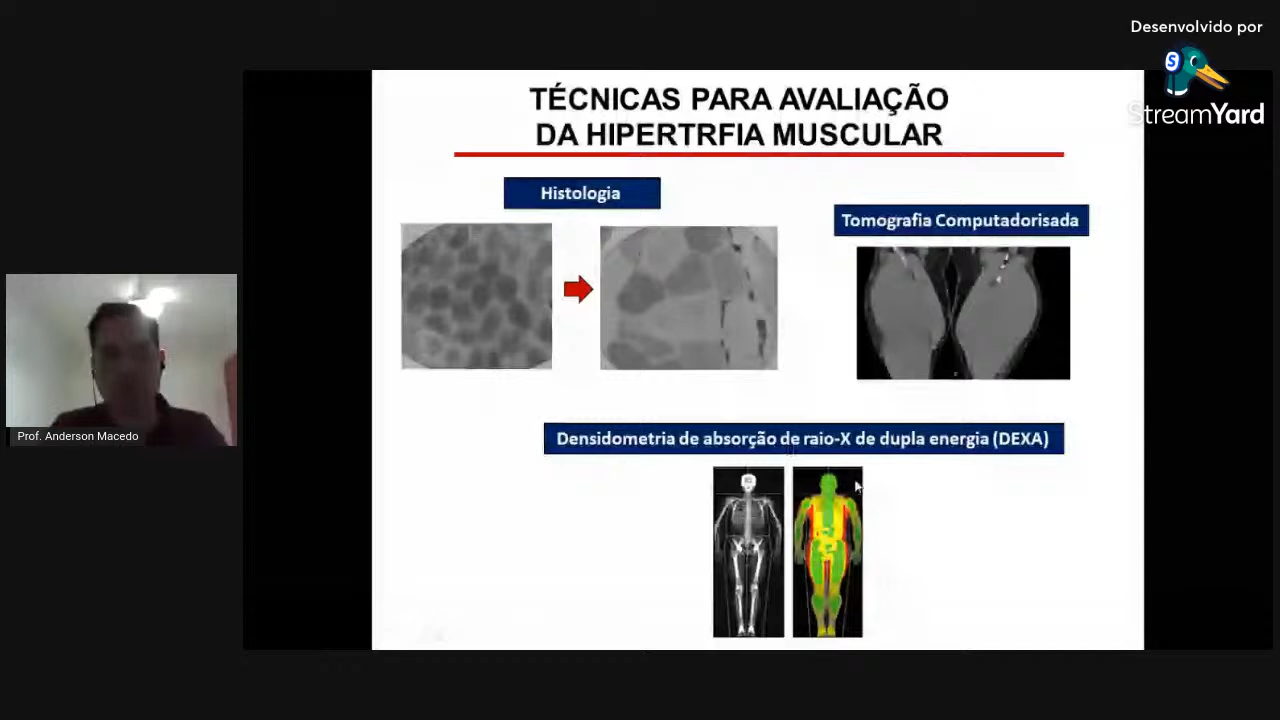 Desenvolvido por
StreamYard
TÉCNICAS PARA AVALIAÇÃO
DA HIPERTRFIA MUSCULAR
Histologia
Tomografia Computadorisada
Prof. Anderson Macedo
Densidometria de absorção de raio-X de dupla energia (DEXA)